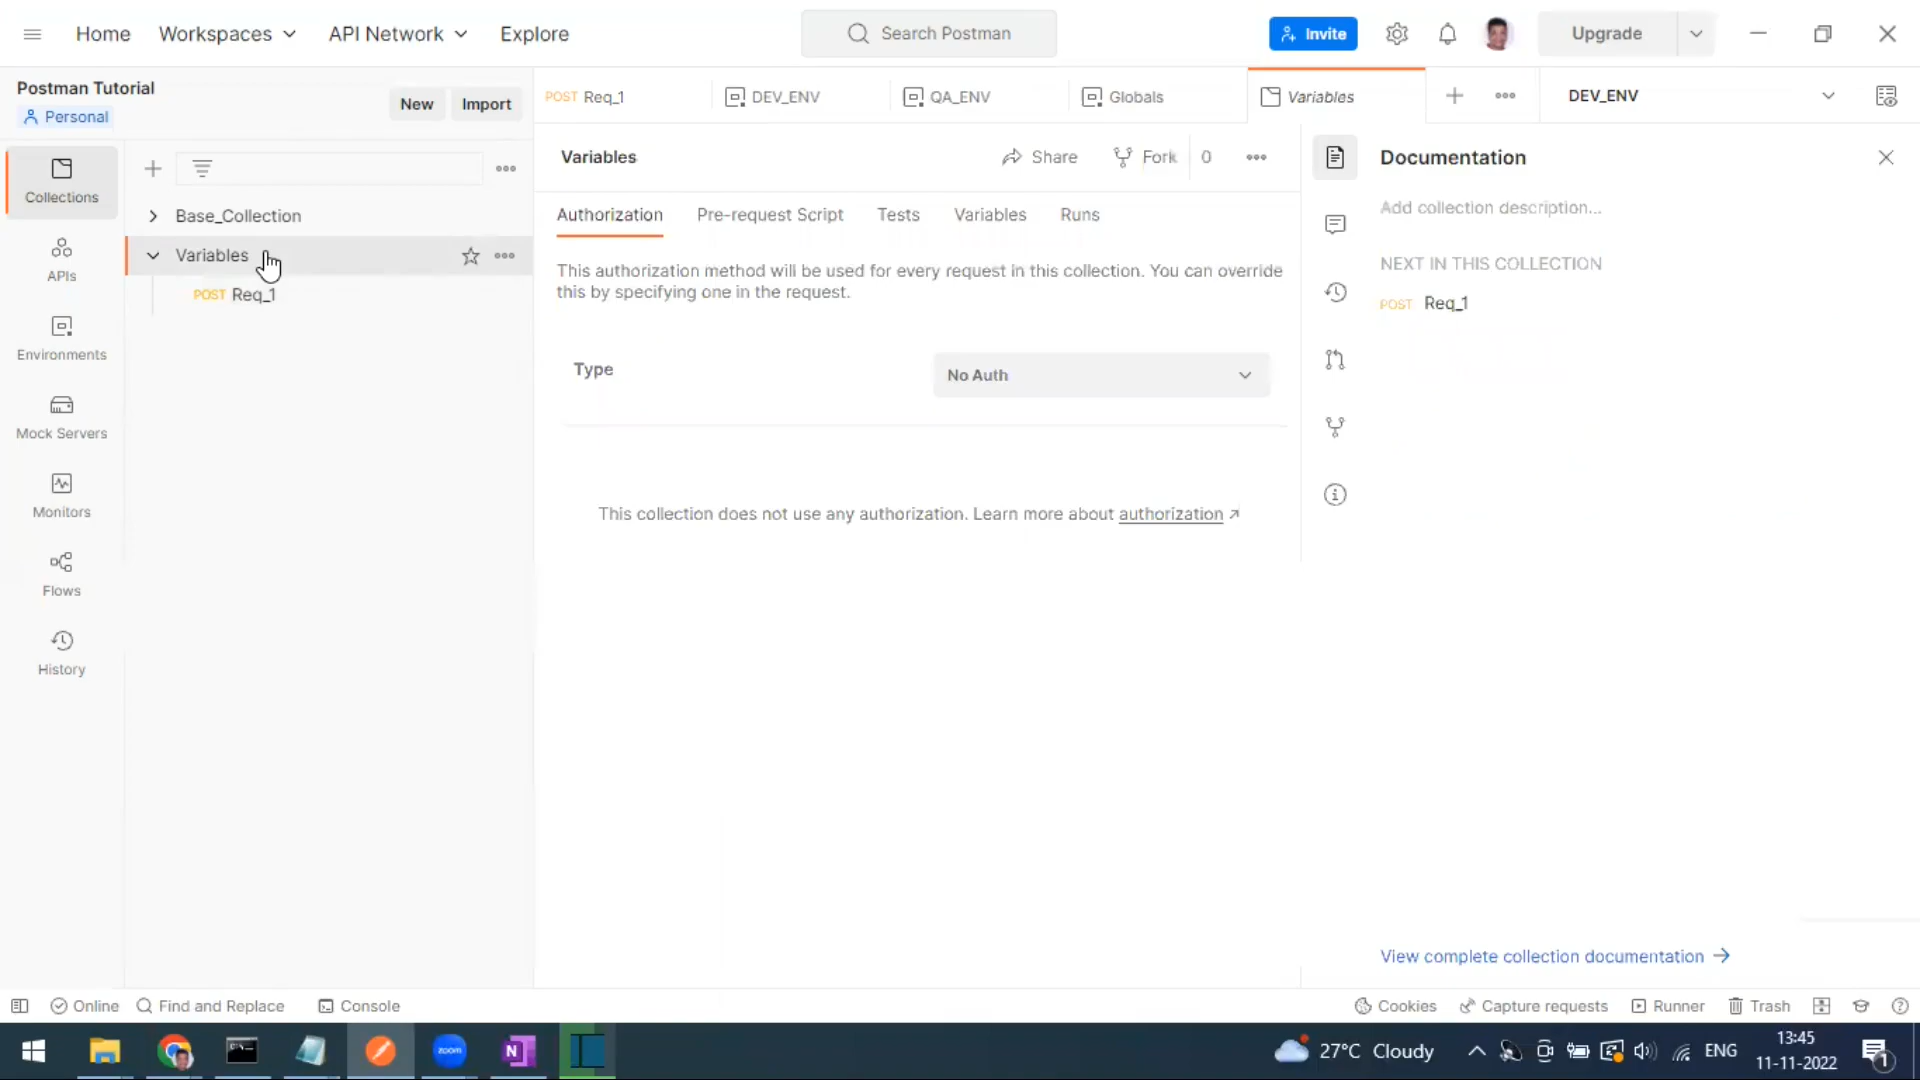 Home
Workspaces
API Network
Explore
Search Postman
Invite
Upgrade
Postman Tutorial
Personal
New
Import
POST Req_1
DEV_ENV
QA_ENV
Globals
Variables
DEV_ENV
Collections
APIs
Environments
Mock Servers
Monitors
Flows
History
Base_Collection
Variables
POST Req_1
Variables
Share
Fork 0
Authorization
Pre-request Script
Tests
Variables
Runs
This authorization method will be used for every request in this collection. You can override
this by specifying one in the request.
Type
No Auth
This collection does not use any authorization. Learn more about authorization
Documentation
Add collection description...
NEXT IN THIS COLLECTION
POST Req_1
View complete collection documentation
Online
Find and Replace
Console
Cookies
Capture requests
Runner
Trash
zoom
N
27°C Cloudy
ENG
13:45
11-11-2022
1